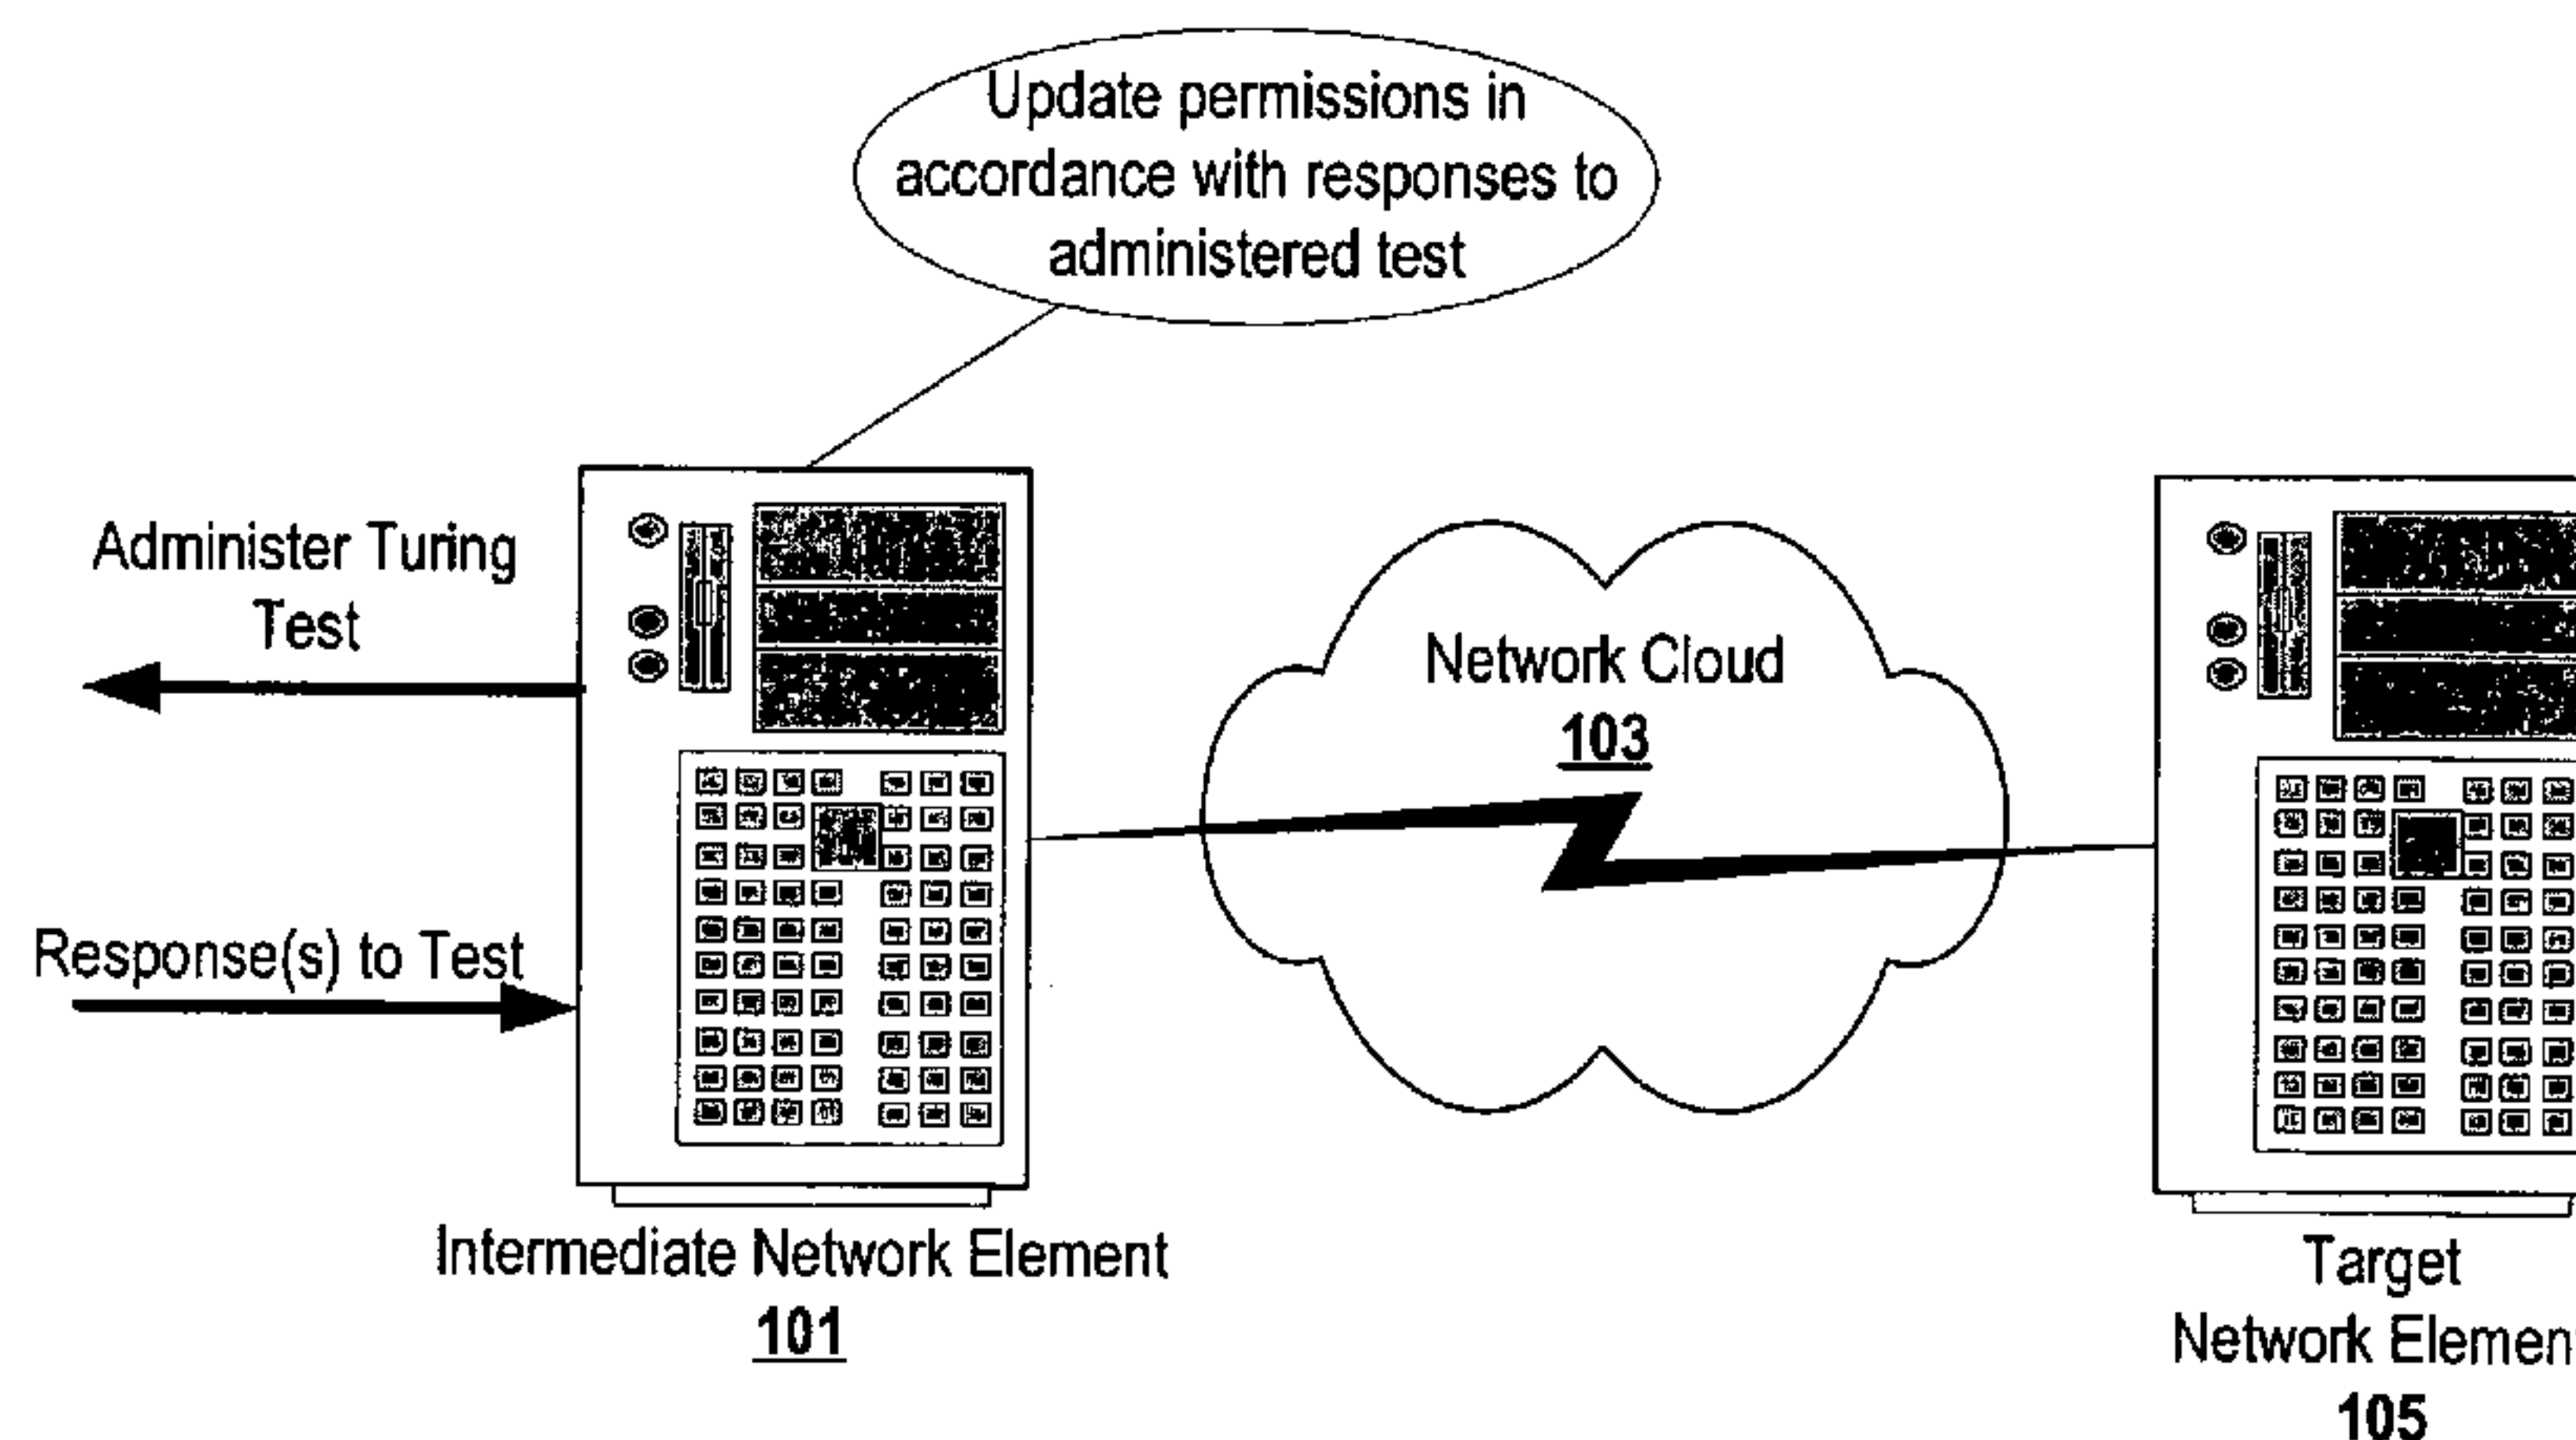 Update permissions in
accordance with responses to
administered test
Administer Turing
Test
Response(s) to Test
Network Cloud
103
Intermediate Network Element
101
Target
Network Elemen
105